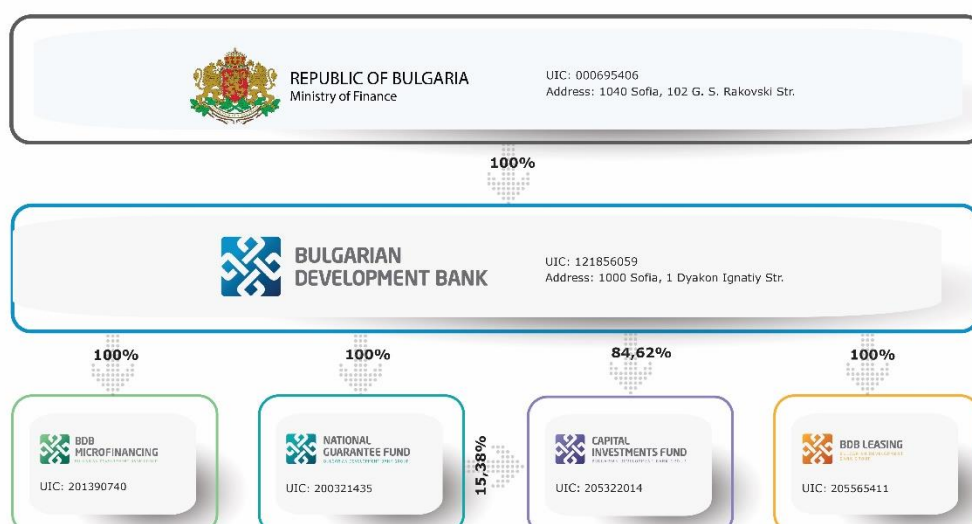 REPUBLIC OF BULGARIA
Ministry of Finance
UIC: 000695406
Address: 1040 Sofia, 102 G. S. Rakovski Str.
100%
BULGARIAN
DEVELOPMENT BANK
UIC: 121856059
Address: 1000 Sofia, 1 Dyakon Ignatiy Str.
100%
100%
84,62%
100%
BDB
MICROFINANCING
UIC: 201390740
NATIONAL
GUARANTEE FUND
UIC: 200321435
15,38%
CAPITAL
INVESTMENTS FUND
UIC: 205322014
BDB LEASING
UIC: 205565411